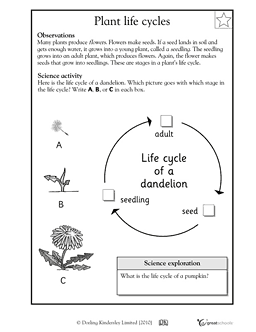 Plant life cycles
Observations
Many plants produce flowers. Flowers make seeds. If a seed lands in soil and
gets enough water, it grows into a young plant, called a seedling. The seedling
grows into an adult plant, which produces flowers. Again, the flower makes
seeds that grow into seedlings. These are stages in a plant's life cycle.
Science activity
Here is the life cycle of a dandelion. Which picture goes with which stage in
the life cycle? Write A, B, or C in each box.
A
B
C
adult
Life cycle
of a
dandelion
seedling
seed
Science exploration
What is the life cycle of a pumpkin?
© Dorling Kindersley Limited [2010]
DK
greatschools